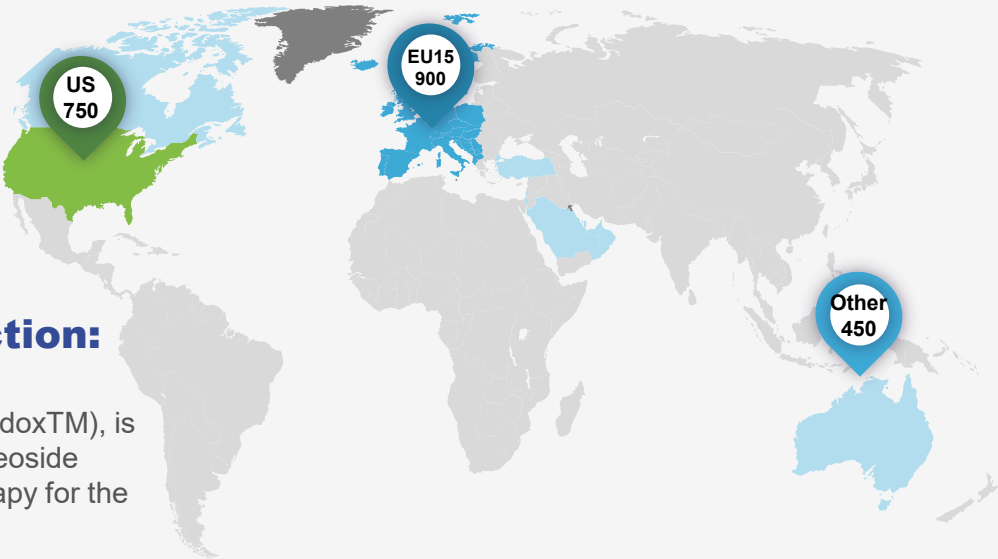 US
750
EU15
900
Other
450
ction:
doxTM), is
eoside
apy for the